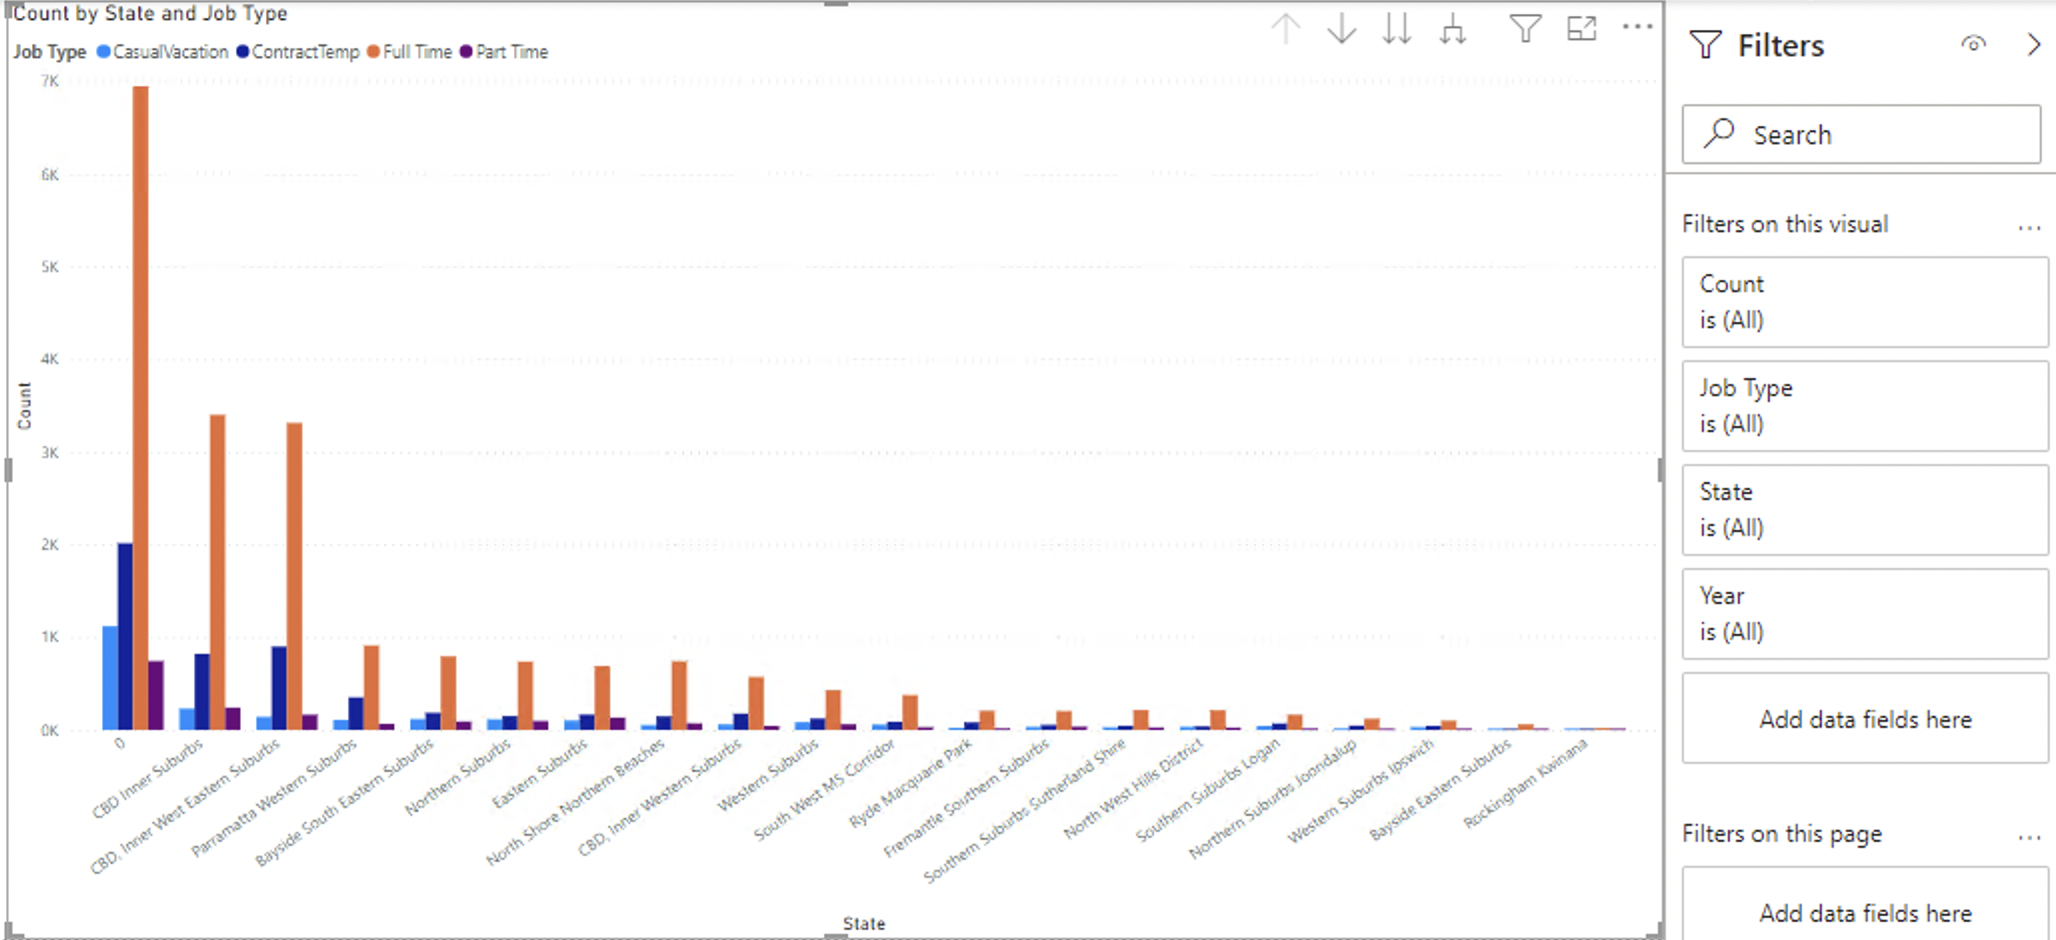 Count by State and Job Type
Job Type CasualVacation ContractTemp Full Time Part Time
7K
6K
5K
4K
3K
2K
1K
0K
Count
0
CBD Inner Suburbs
CBD, Inner West Eastern Suburbs
Parramatta Western Suburbs
Bayside South Eastern Suburbs
Northern Suburbs
Eastern Suburbs
North Shore Northern Beaches
CBD, Inner Western Suburbs
Western Suburbs
South West MS Corridor
Ryde Macquarie Park
Fremantle Southern Suburbs
Southern Suburbs Sutherland Shire
North West Hills District
Southern Suburbs Logan
Northern Suburbs Joondalup
Western Suburbs Ipswich
Bayside Eastern Suburbs
Rockingham Kwinana
State
Filters
Search
Filters on this visual
Count
is (All)
Job Type
is (All)
State
is (All)
Year
is (All)
Add data fields here
Filters on this page
Add data fields here